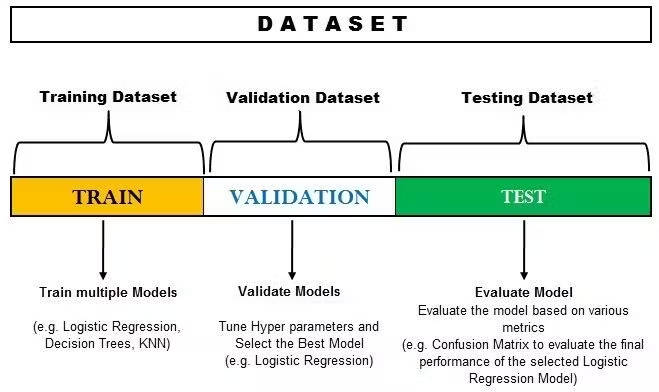 DATASET
Training Dataset
Validation Dataset
Testing Dataset
TRAIN
VALIDATION
TEST
Train multiple Models
(e.g. Logistic Regression,
Decision Trees, KNN)
Validate Models
Tune Hyper parameters and
Select the Best Model
(e.g. Logistic Regression)
Evaluate Model
Evaluate the model based on various
metrics
(e.g. Confusion Matrix to evaluate the final
performance of the selected Logistic
Regression Model)